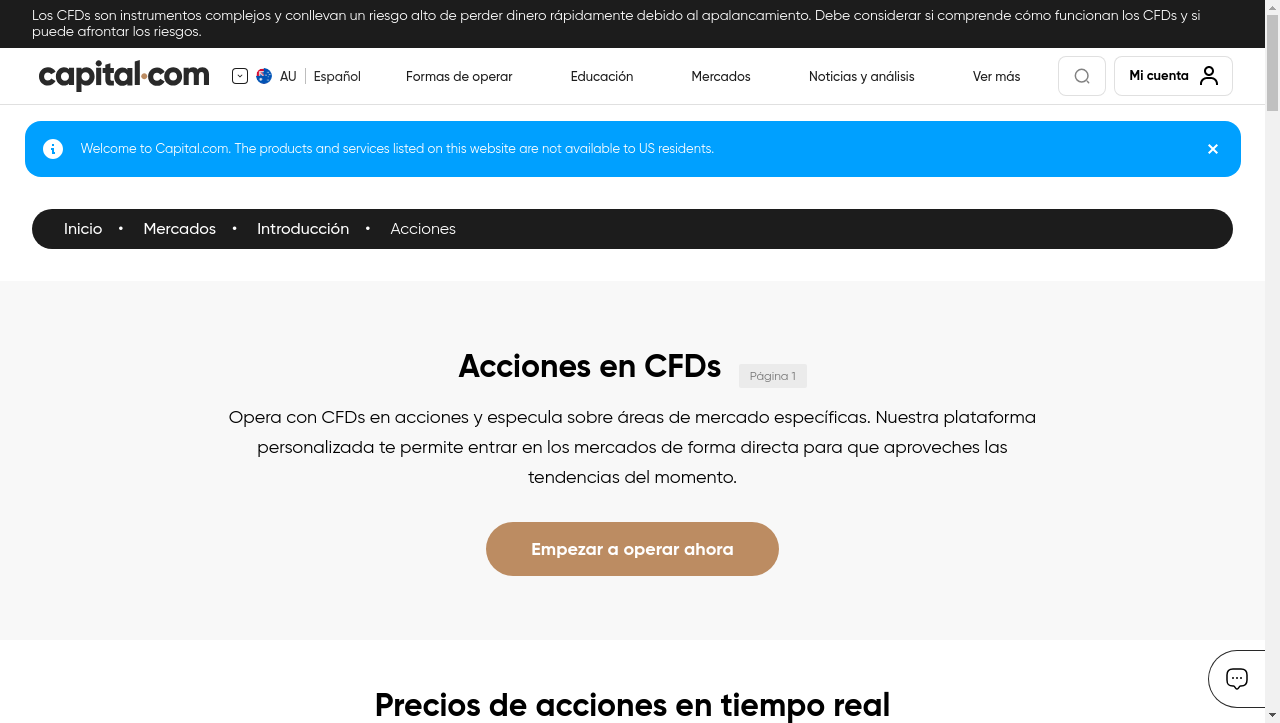 Los CFDs son instrumentos complejos y conllevan un riesgo alto de perder dinero rápidamente debido al apalancamiento. Debe considerar si comprende cómo funcionan los CFDs y si
puede afrontar los riesgos.
capital.com
AU Español
Formas de operar
Educación
Mercados
Noticias y análisis
Ver más
Mi cuenta
Welcome to Capital.com. The products and services listed on this website are not available to US residents.
Inicio • Mercados • Introducción • Acciones
Acciones en CFDs Página 1
Opera con CFDs en acciones y especula sobre áreas de mercado específicas. Nuestra plataforma
personalizada te permite entrar en los mercados de forma directa para que aproveches las
tendencias del momento.
Empezar a operar ahora
Precios de acciones en tiempo real